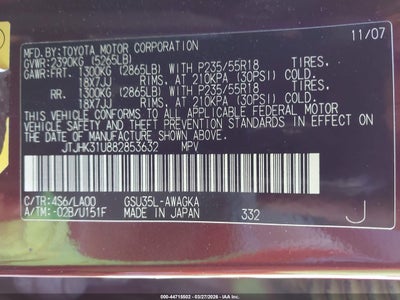 11/07
MFD.BY:TOYOTA MOTOR CORPORATION
GVWR:2390KG (5265LB)
GAWR:FRT. 1300KG (2865LB) WITH P235/55R18 TIRES.
18X7JJ RIMS, AT 210KPA (30PSI) COLD
RR. 1300KG (2865LB) WITH P235/55R18 TIRES.
18X7JJ RIMS, AT 210KPA (30PSI) COLD
THIS VEHICLE CONFORMS TO ALL APPLICABLE FEDERAL MOTOR
VEHICLE SAFETY STANDARDS IN EFFECT ON THE
DATE OF MANUFACTURE SHOWN ABOVE.
JTJHK31U882853632 MPV
C/TR:4S6/LA00 GSU35L-AWAGKA
A/TM:-02B/U151F MADE IN JAPAN 332 J
000-44715502 - 03/27/2026 - IAA Inc.